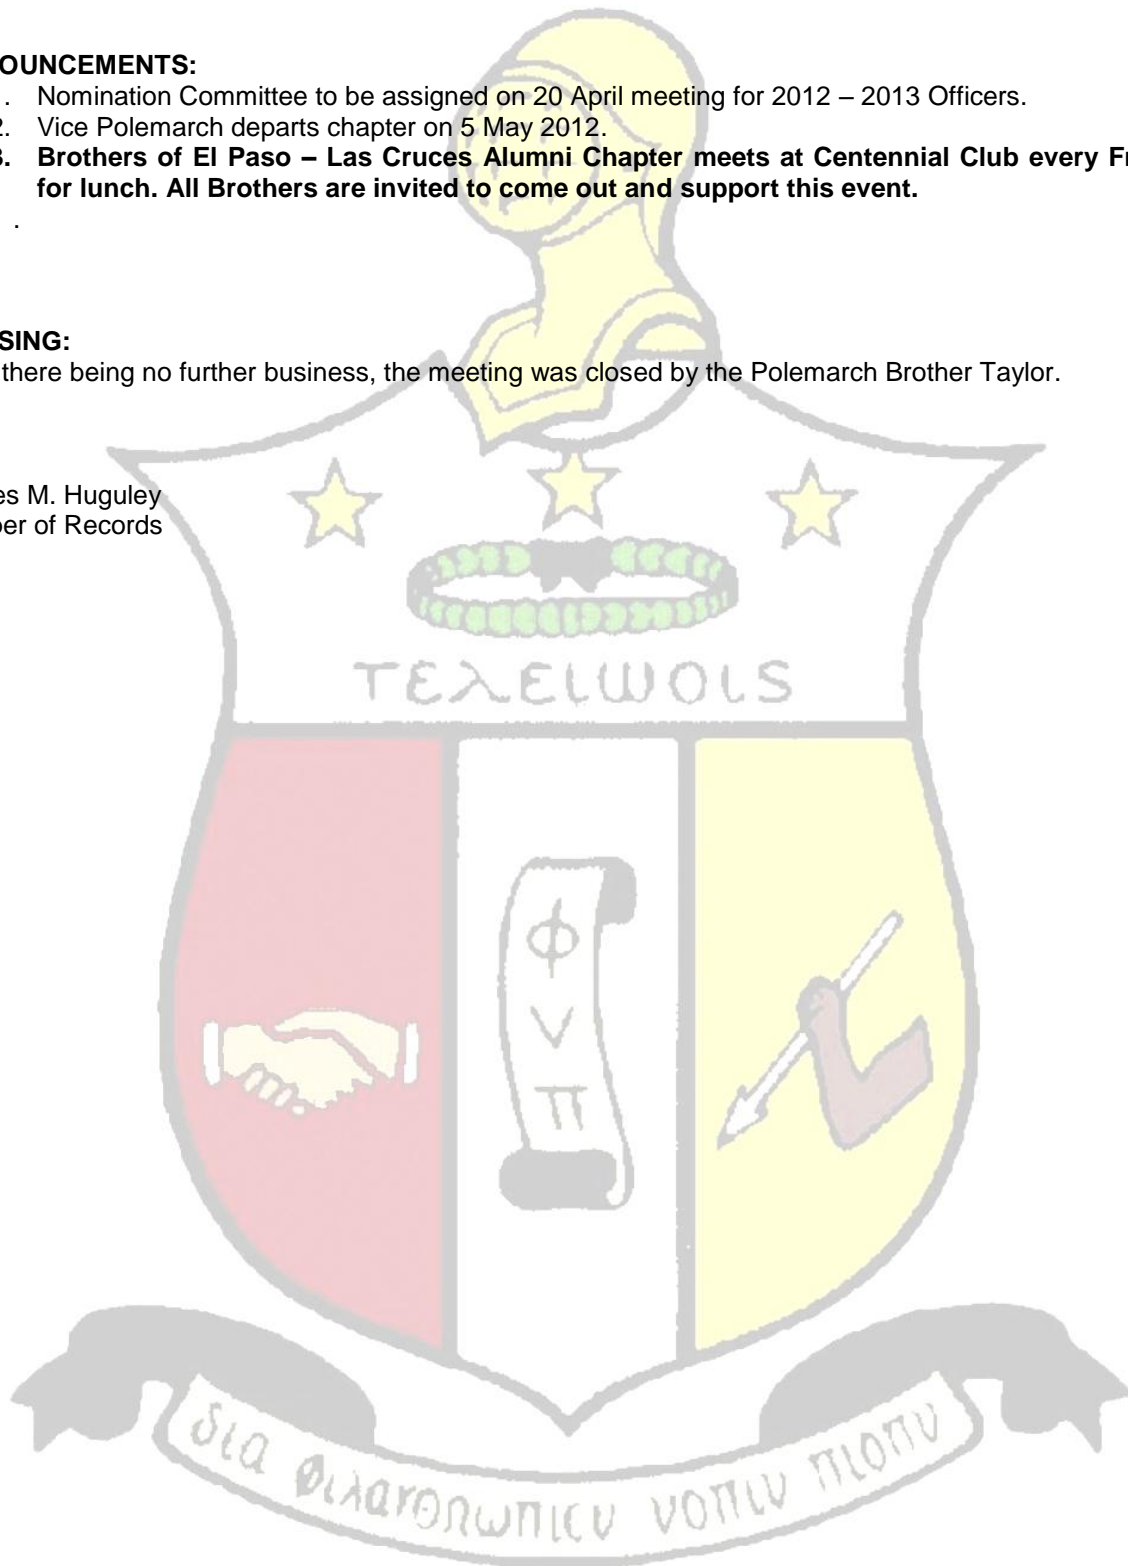 OUNCEMENTS:
. Nomination Committee to be assigned on 20 April meeting for 2012 – 2013 Officers.
2. Vice Polemarch departs chapter on 5 May 2012.
3. Brothers of El Paso – Las Cruces Alumni Chapter meets at Centennial Club every Fr
for lunch. All Brothers are invited to come out and support this event.
.
SING:
there being no further business, the meeting was closed by the Polemarch Brother Taylor.
es M. Huguley
per of Records
τελειωοις
φ
ν
π
δια